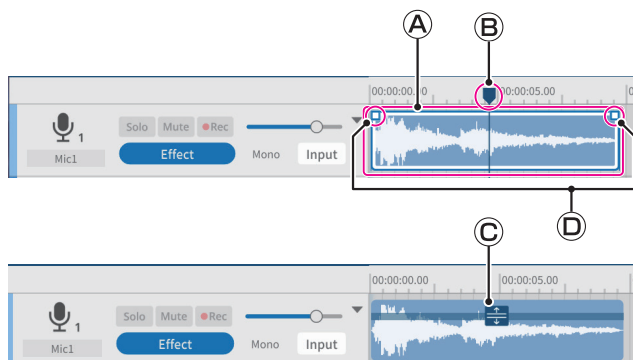 A B
00:00:00.00 00:00:05.00
1 Solo Mute Rec
Mic1 Effect Mono Input
D
C
00:00:00.00 00:00:05.00
1 Solo Mute Rec
Mic1 Effect Mono Input